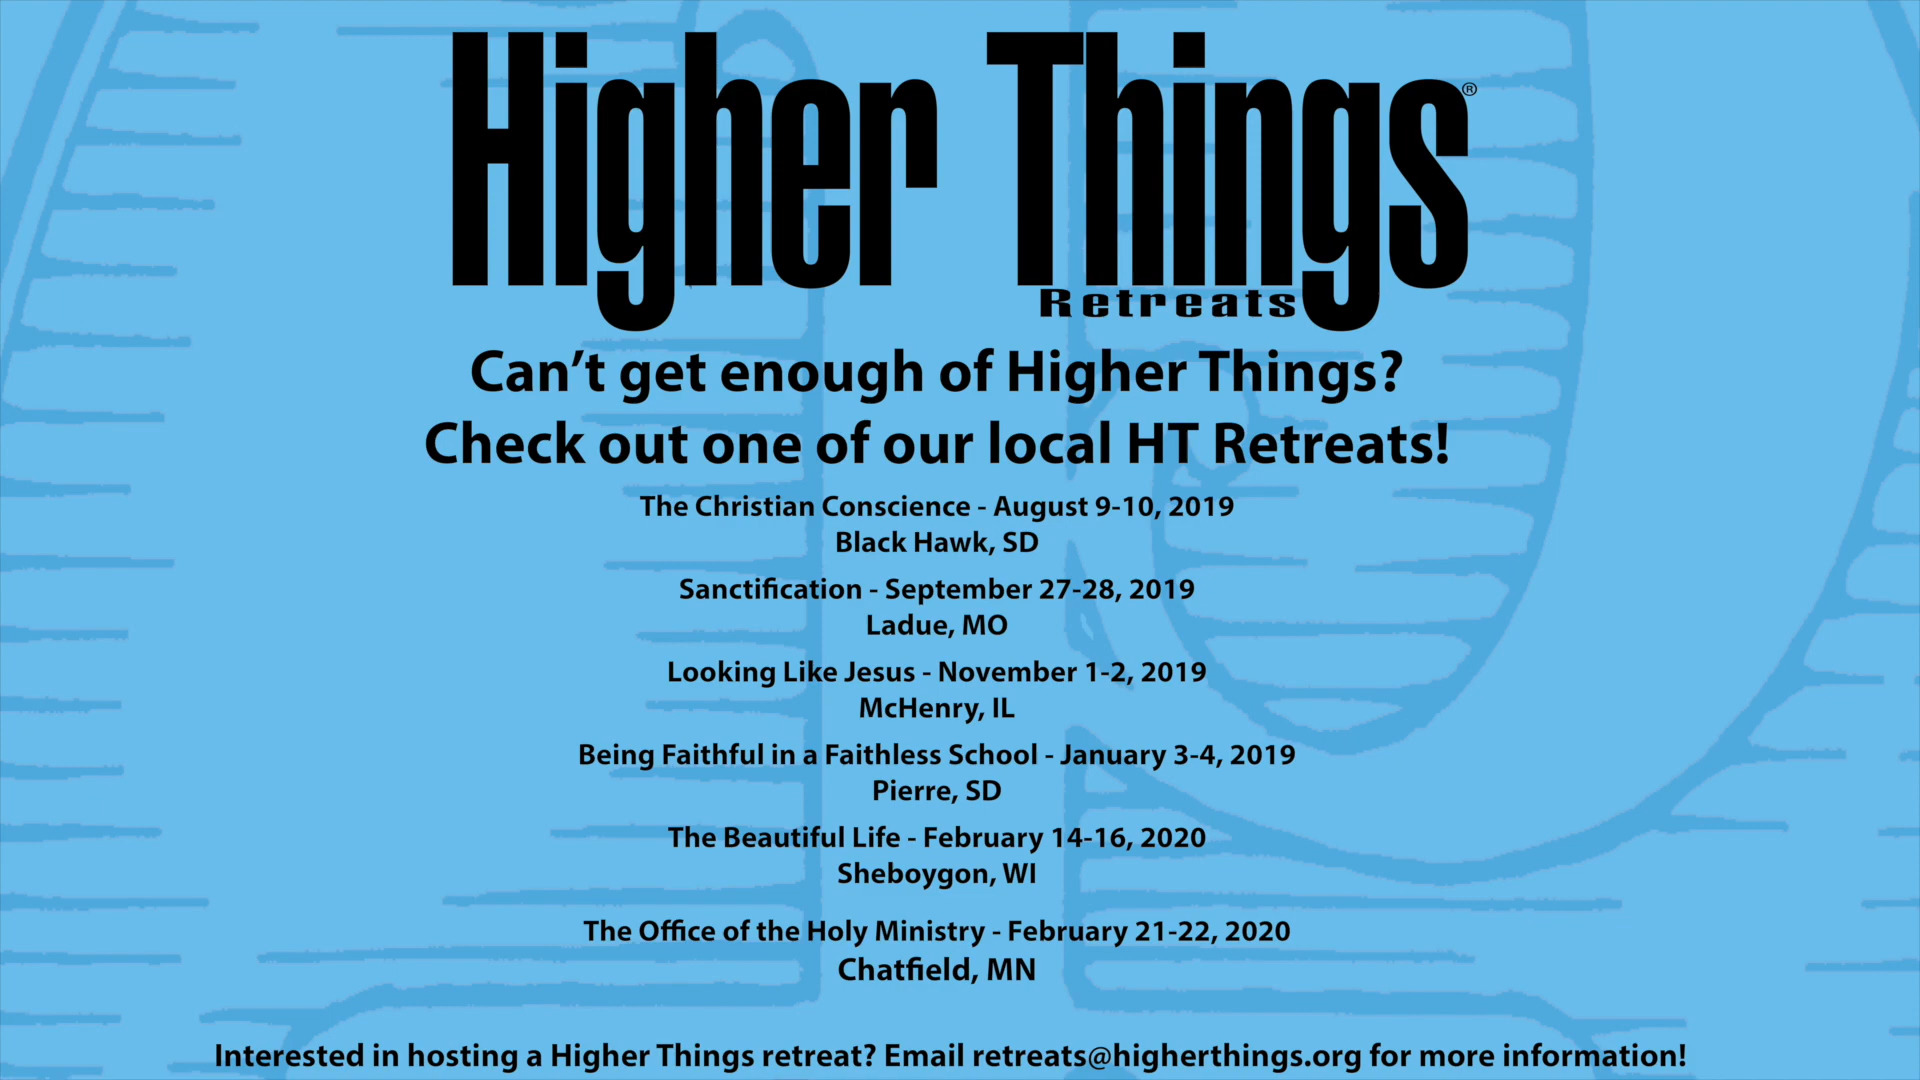 Higher Things®
Retreats
Can’t get enough of Higher Things?
Check out one of our local HT Retreats!
The Christian Conscience - August 9-10, 2019
Black Hawk, SD
Sanctification - September 27-28, 2019
Ladue, MO
Looking Like Jesus - November 1-2, 2019
McHenry, IL
Being Faithful in a Faithless School - January 3-4, 2019
Pierre, SD
The Beautiful Life - February 14-16, 2020
Sheboygon, WI
The Office of the Holy Ministry - February 21-22, 2020
Chatfield, MN
Interested in hosting a Higher Things retreat? Email retreats@higherthings.org for more information!